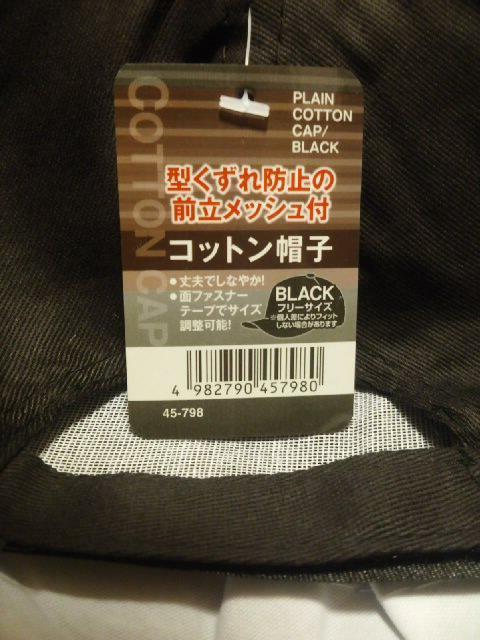 COTTON CAP
PLAIN
COTTON
CAP/
BLACK
型くずれ防止の
前立メッシュ付
コットン帽子
●丈夫でしなやか!
●面ファスナー
テープでサイズ
調整可能!
BLACK
フリーサイズ
※個人差によりフィット
しない場合があります
4 982790 457980
45-798